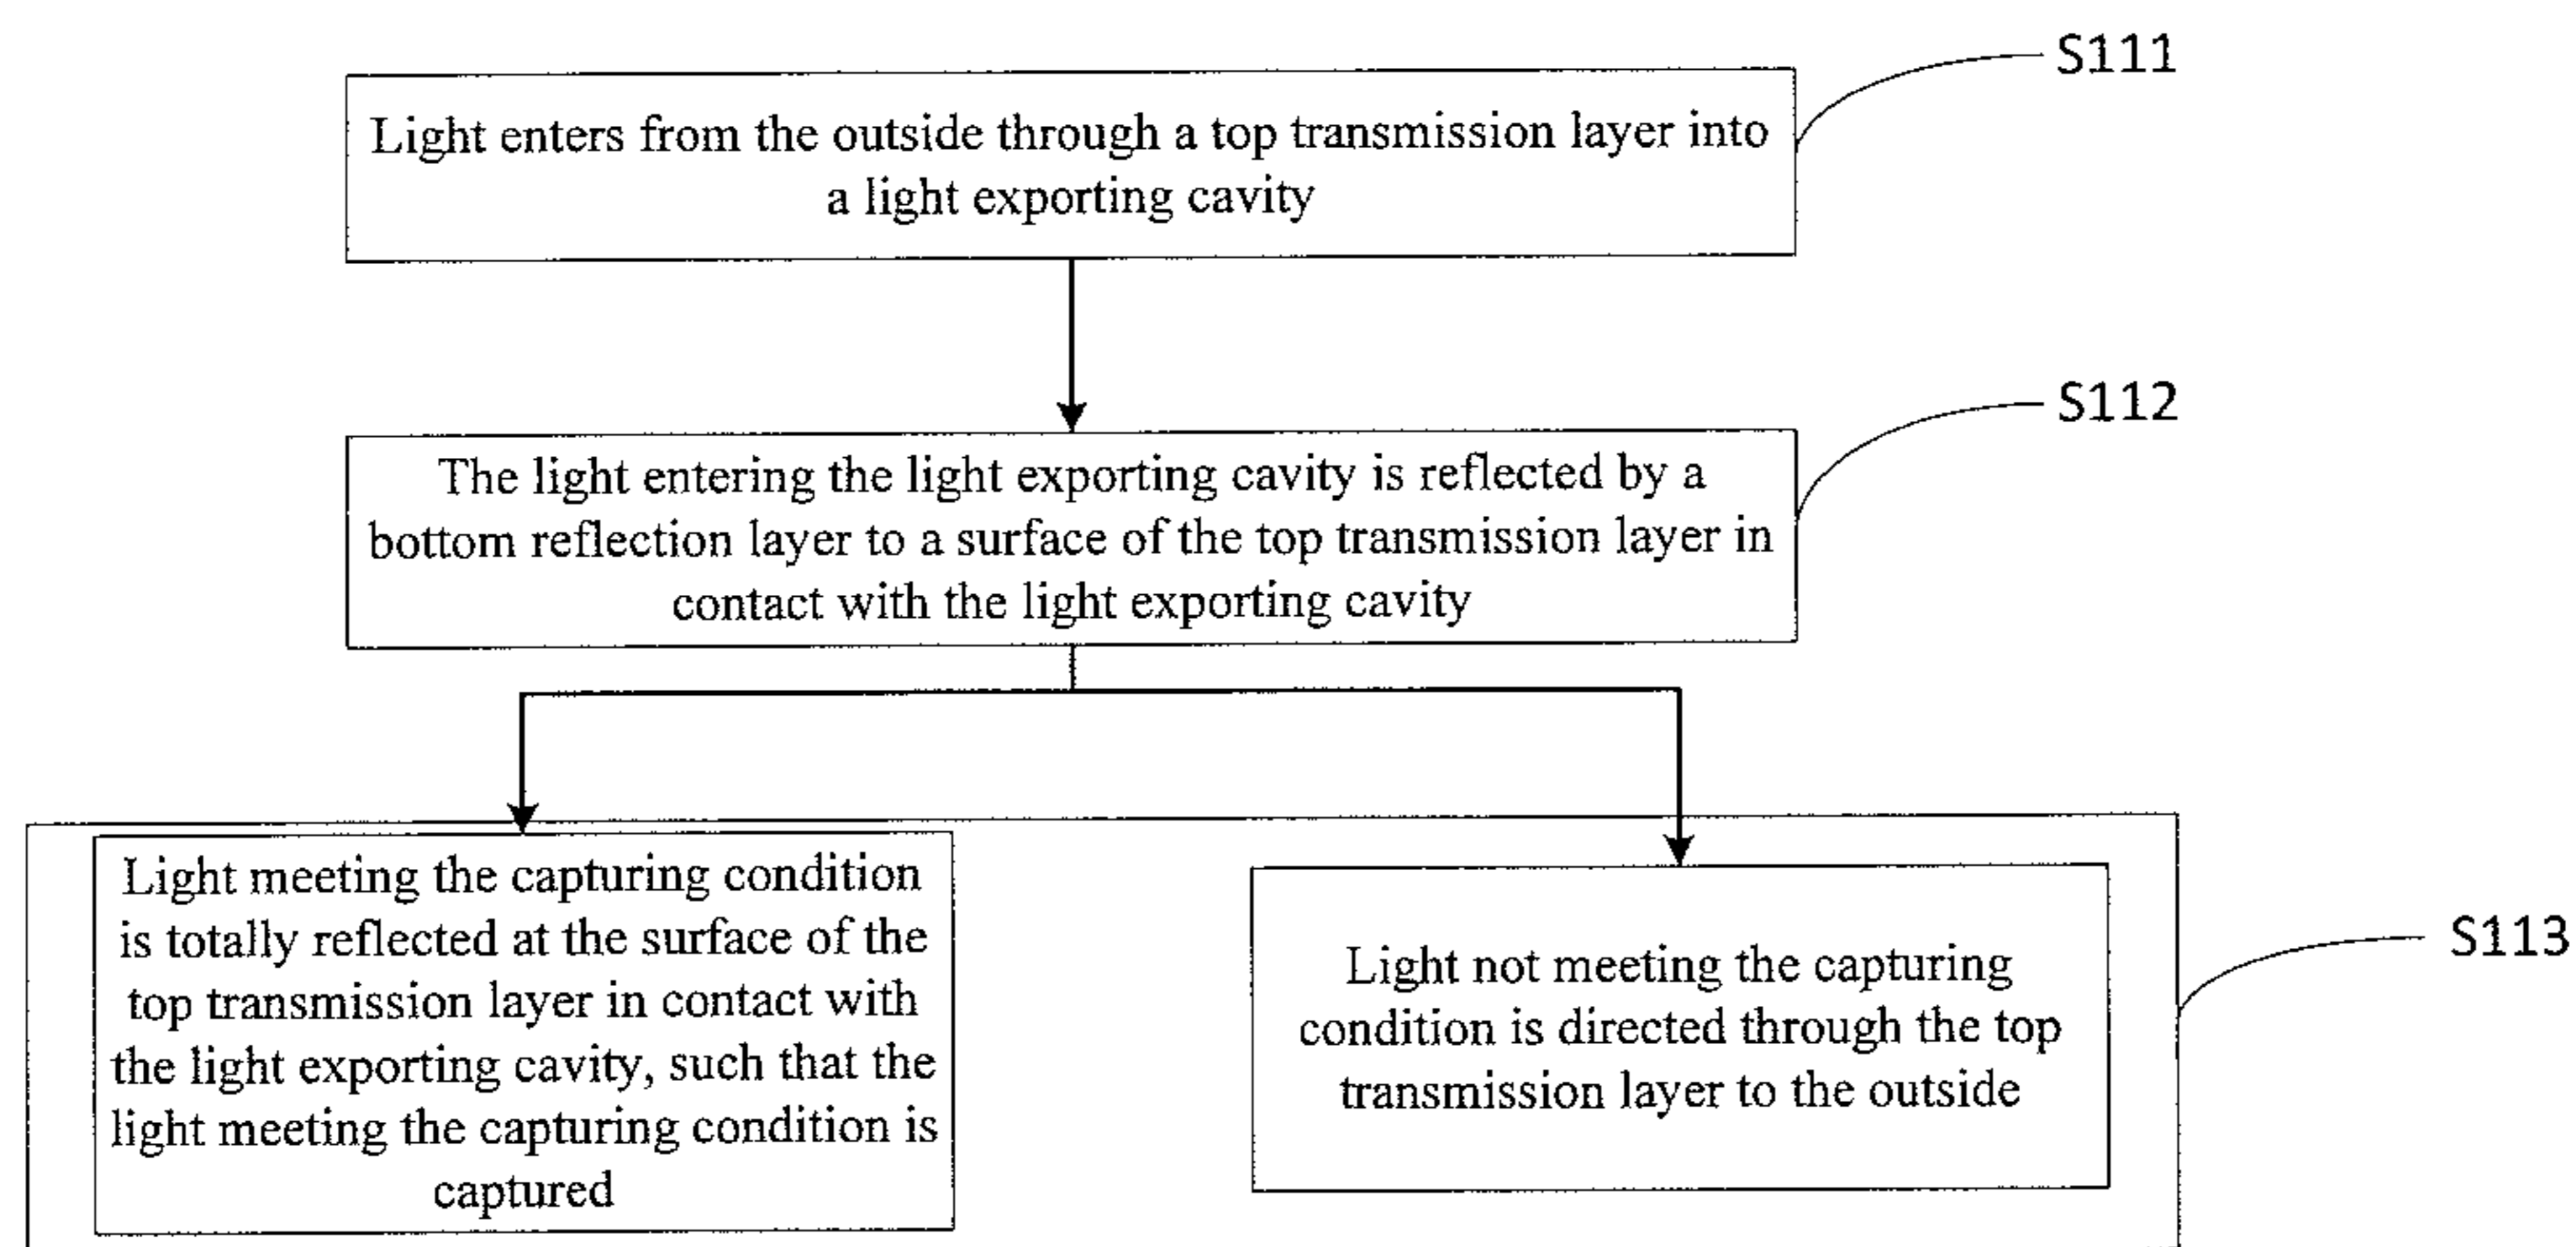 S111
Light enters from the outside through a top transmission layer into
a light exporting cavity
S112
The light entering the light exporting cavity is reflected by a
bottom reflection layer to a surface of the top transmission layer in
contact with the light exporting cavity
Light meeting the capturing condition
is totally reflected at the surface of the
top transmission layer in contact with
the light exporting cavity, such that the
light meeting the capturing condition is
captured
Light not meeting the capturing
condition is directed through the top
transmission layer to the outside
S113